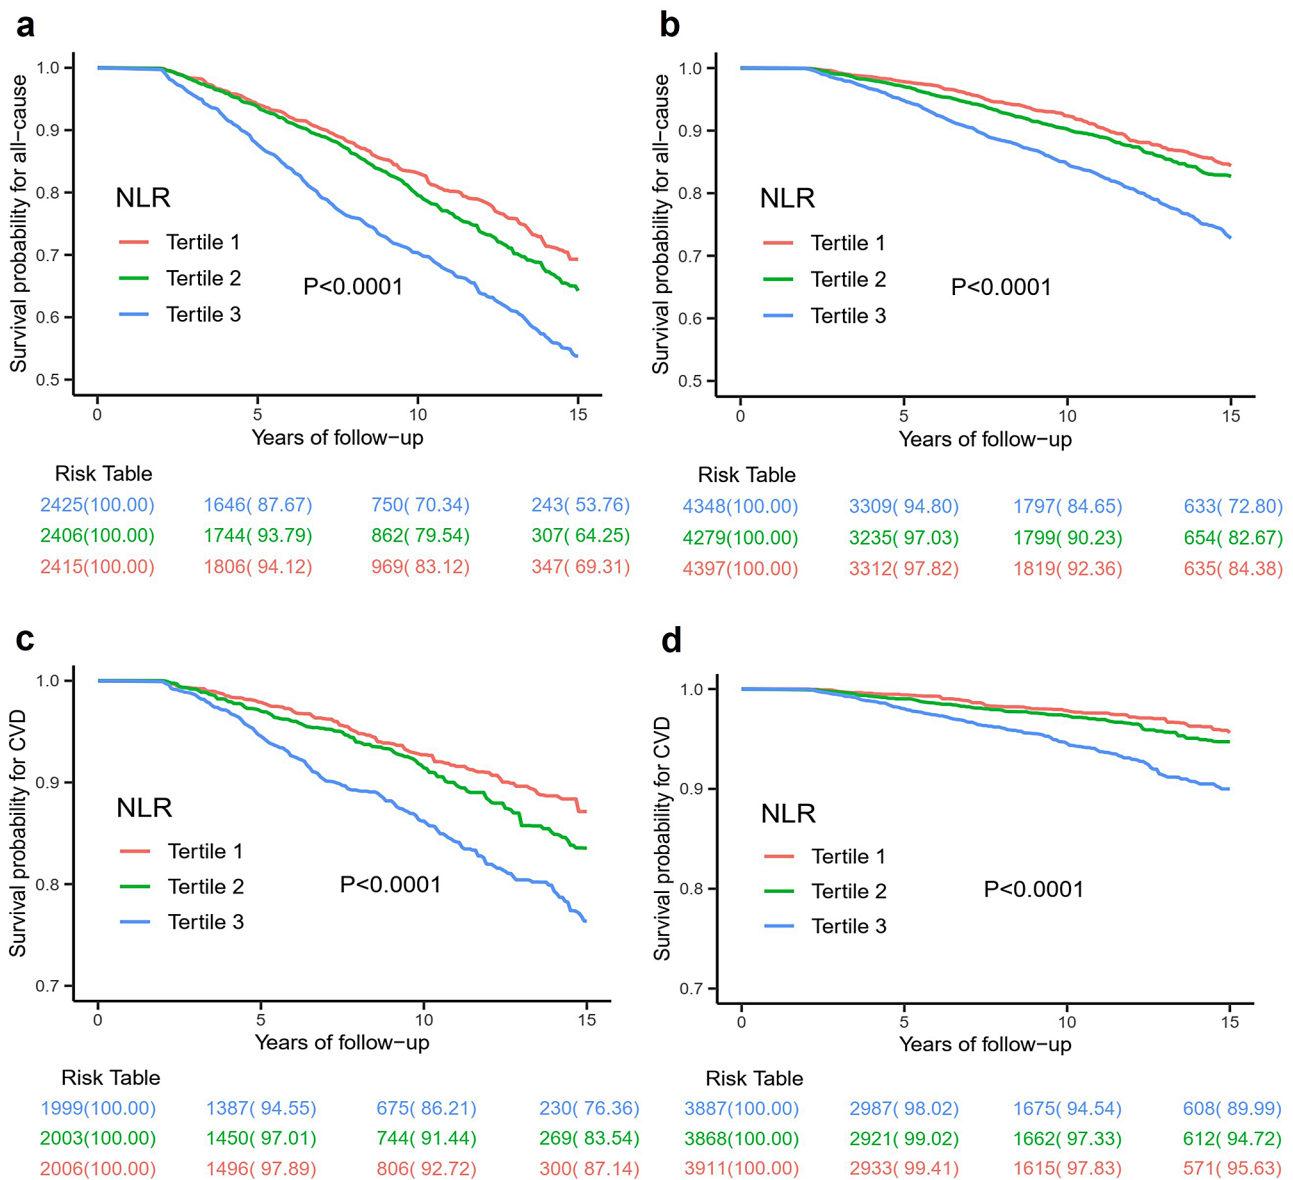 a
Survival probability for all−cause
1.0
0.9
0.8
0.7
0.6
0.5
NLR
Tertile 1
Tertile 2
Tertile 3
P<0.0001
0 5 10 15
Years of follow−up
Risk Table
2425(100.00) 1646( 87.67) 750( 70.34) 243( 53.76)
2406(100.00) 1744( 93.79) 862( 79.54) 307( 64.25)
2415(100.00) 1806( 94.12) 969( 83.12) 347( 69.31)
b
Survival probability for all−cause
1.0
0.9
0.8
0.7
0.6
0.5
NLR
Tertile 1
Tertile 2
Tertile 3
P<0.0001
0 5 10 15
Years of follow−up
Risk Table
4348(100.00) 3309( 94.80) 1797( 84.65) 633( 72.80)
4279(100.00) 3235( 97.03) 1799( 90.23) 654( 82.67)
4397(100.00) 3312( 97.82) 1819( 92.36) 635( 84.38)
c
Survival probability for CVD
1.0
0.9
0.8
0.7
NLR
Tertile 1
Tertile 2
Tertile 3
P<0.0001
0 5 10 15
Years of follow−up
Risk Table
1999(100.00) 1387( 94.55) 675( 86.21) 230( 76.36)
2003(100.00) 1450( 97.01) 744( 91.44) 269( 83.54)
2006(100.00) 1496( 97.89) 806( 92.72) 300( 87.14)
d
Survival probability for CVD
1.0
0.9
0.8
0.7
NLR
Tertile 1
Tertile 2
Tertile 3
P<0.0001
0 5 10 15
Years of follow−up
Risk Table
3887(100.00) 2987( 98.02) 1675( 94.54) 608( 89.99)
3868(100.00) 2921( 99.02) 1662( 97.33) 612( 94.72)
3911(100.00) 2933( 99.41) 1615( 97.83) 571( 95.63)